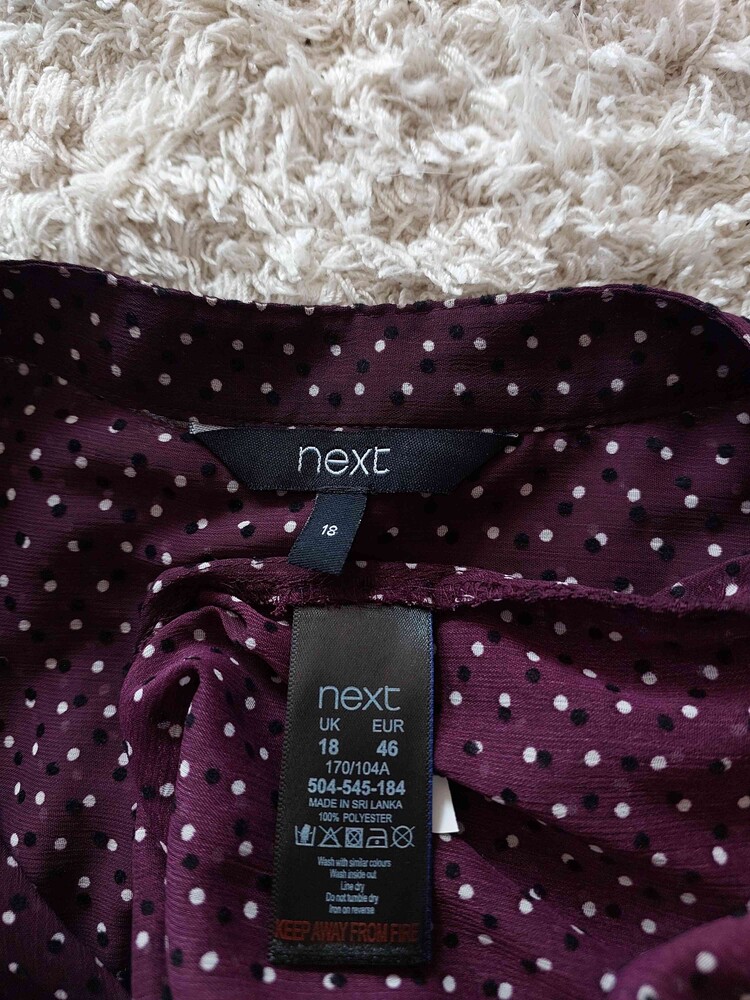 next
18
next
UK EUR
18 46
170/104A
504-545-184
MADE IN SRI LANKA
100% POLYESTER
Wash with similar colours
Wash inside out
Line dry
Do not tumble dry
Iron on reverse
KEEP AWAY FROM FIRE